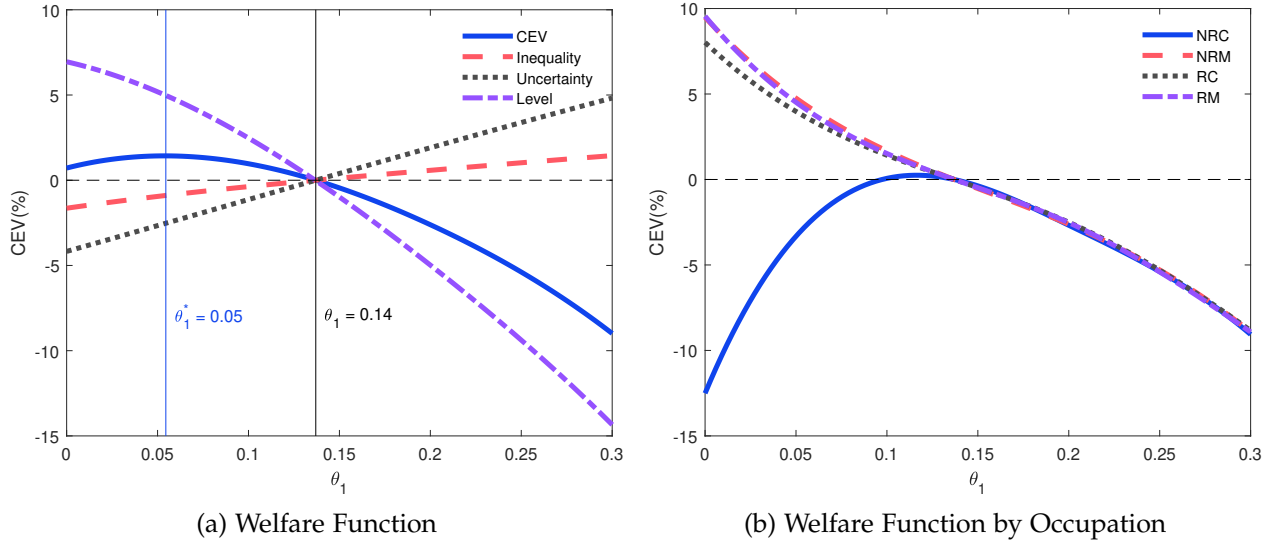 CEV
Inequality
Uncertainty
Level
CEV(%)
10
5
0
-5
-10
-15
θ*₁ = 0.05
θ₁ = 0.14
0 0.05 0.1 0.15 0.2 0.25 0.3
θ₁
(a) Welfare Function
NRC
NRM
RC
RM
CEV(%)
10
5
0
-5
-10
-15
0 0.05 0.1 0.15 0.2 0.25 0.3
θ₁
(b) Welfare Function by Occupation